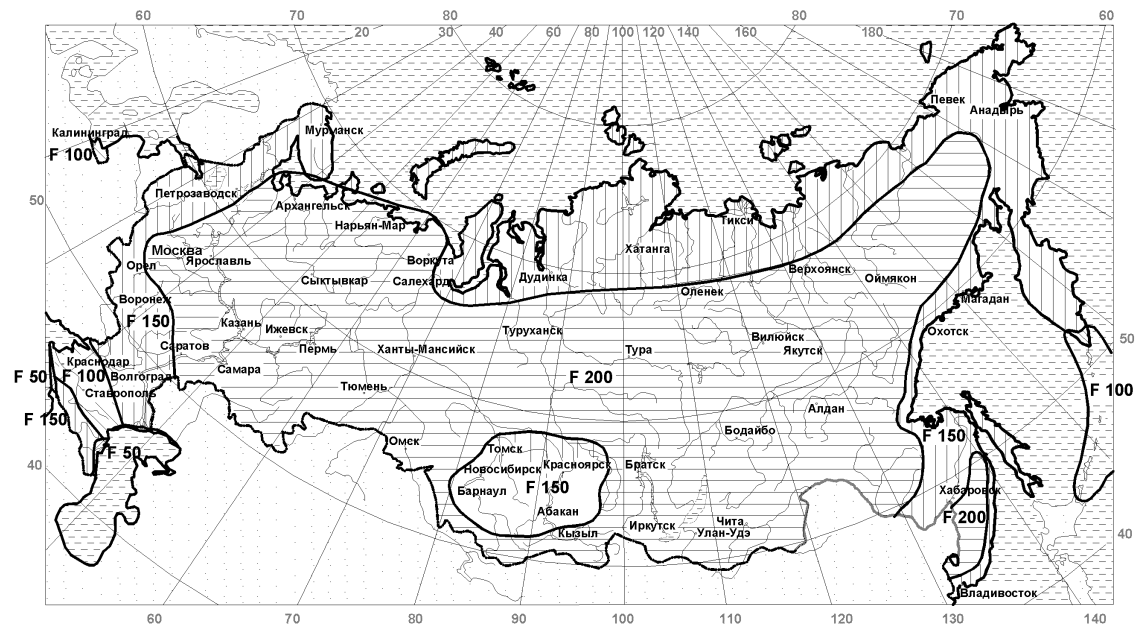 60 70 80 80 70 60
20 30 40 60 80 100 120 140 160 180
Певек
Анадырь
Калининград
Мурманск
F 100
Петрозаводск
50
Архангельск
Тикси
Нарьян-Мар
Москва
Хатанга
Ярославль
Воркута
Орел
Верхоянск
Сыктывкар
Салехард
Дудинка
Оймякон
Оленек
Воронеж
Магадан
F 150
Казань
Ижевск
Туруханск
Охотск
Вилюйск
50
Саратов
Пермь
Ханты-Мансийск
Тура
Якутск
Краснодар
Самара
F 50
F 100
Волгоград
F 200
Тюмень
F 100
Ставрополь
Алдан
F 150
Бодайбо
F 150
Омск
F 50
Томск
40
Новосибирск
Красноярск
Братск
Барнаул
F 150
Хабаровск
Абакан
F 200
Иркутск
Чита
Кызыл
Улан-Удэ
40
Владивосток
60 70 80 90 100 110 120 130 140